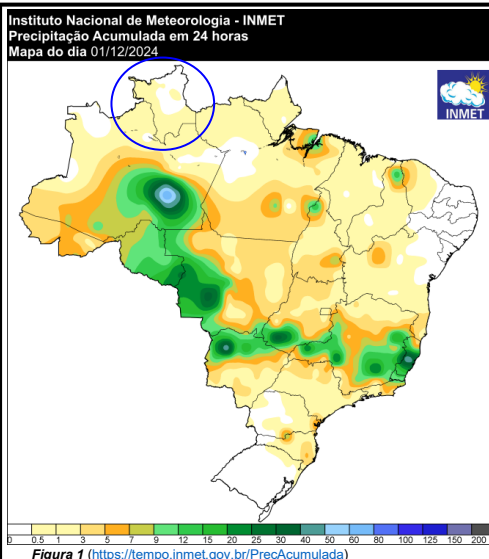 Instituto Nacional de Meteorologia - INMET
Precipitação Acumulada em 24 horas
Mapa do dia 01/12/2024
INMET
0 0.5 1 3 5 7 9 12 15 20 25 30 40 50 60 80 100 125 150 200
Figura 1 (https://tempo.inmet.gov.br/PrecAcumulada)